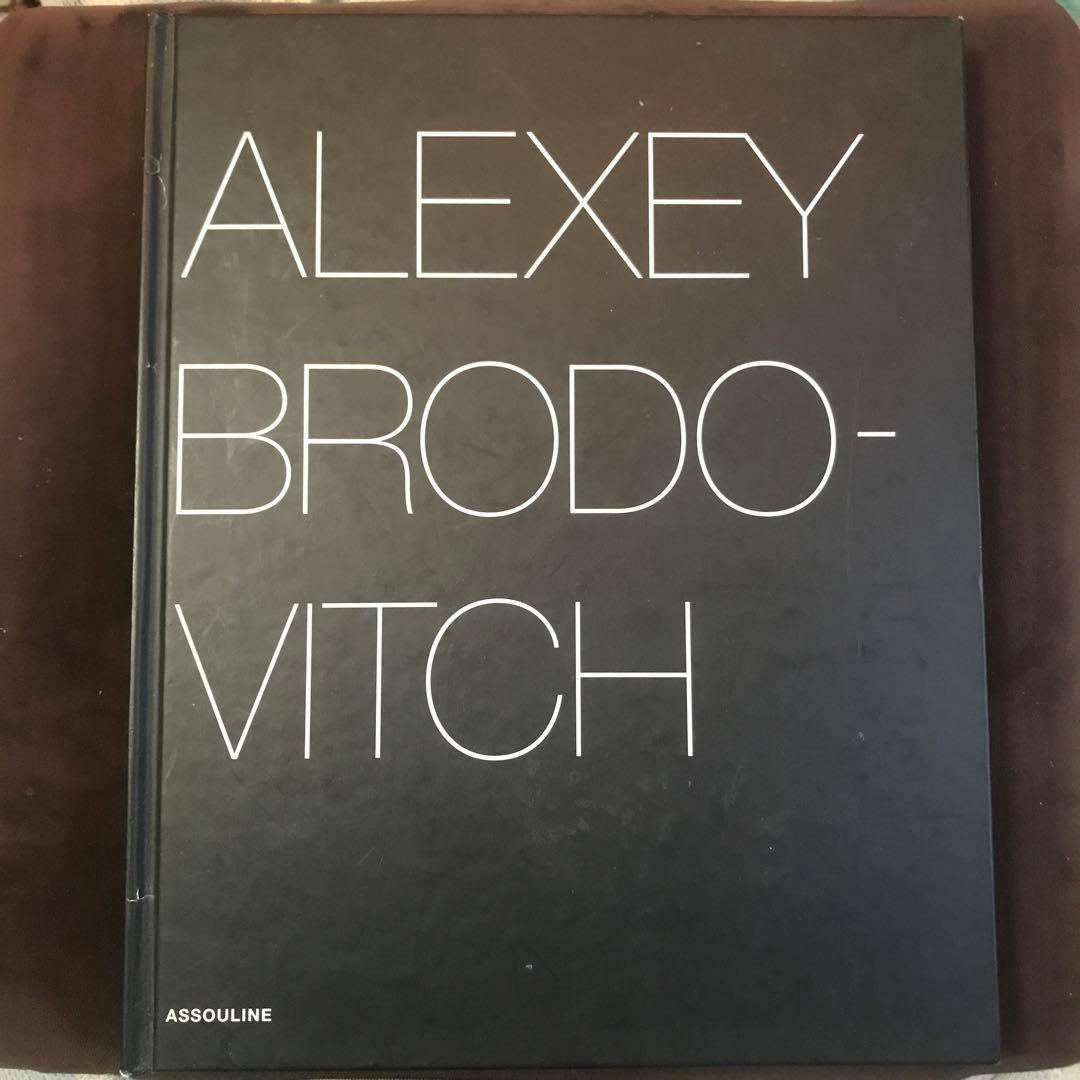 ALEXEY
BRODO-
VITCH
ASSOULINE